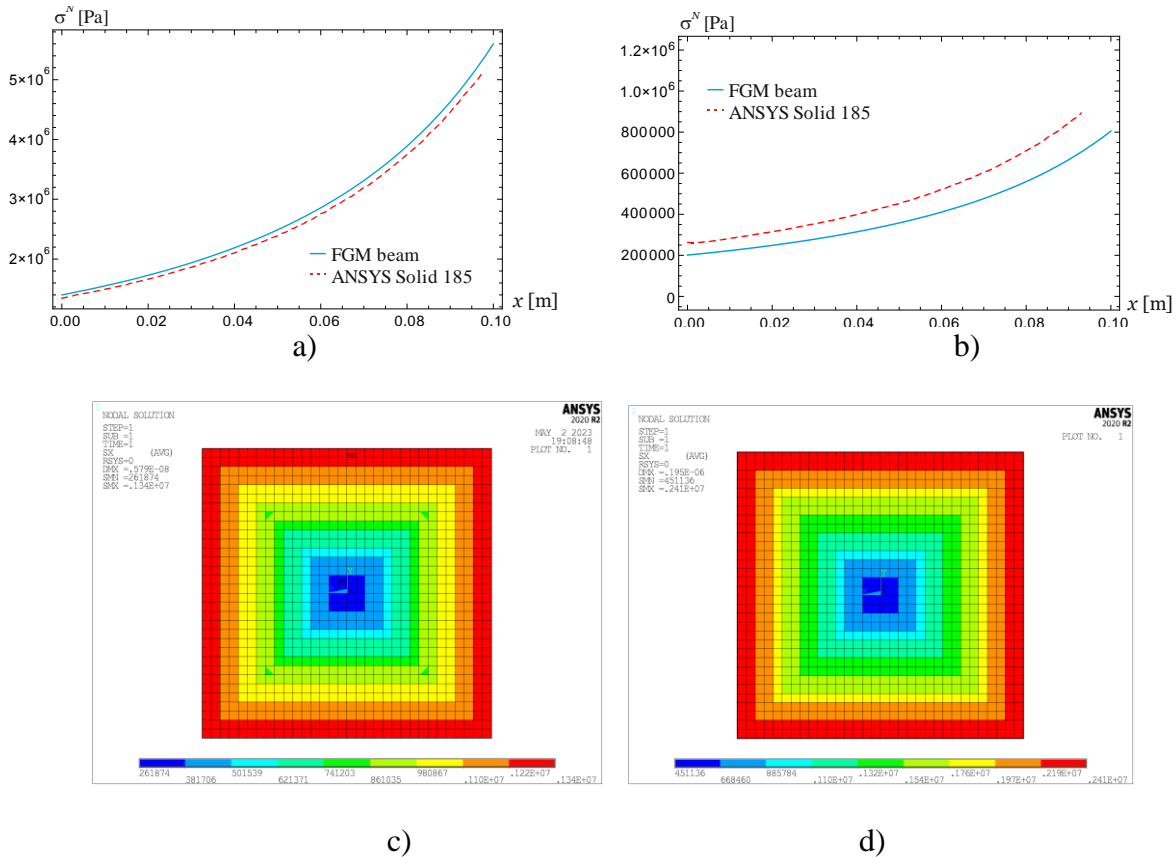 σᴺ [Pa]
5×10⁶
4×10⁶
3×10⁶
2×10⁶
FGM beam
ANSYS Solid 185
0.00 0.02 0.04 0.06 0.08 0.10
x [m]
a)
σᴺ [Pa]
1.2×10⁶
1.0×10⁶
800000
600000
400000
200000
0
FGM beam
ANSYS Solid 185
0.00 0.02 0.04 0.06 0.08 0.10
x [m]
b)
1
NODAL SOLUTION
STEP=1
SUB =1
TIME=1
SX (AVG)
RSYS=0
DMX =.579E-08
SMN =261874
SMX =.134E+07
ANSYS
2020 R2
MAY 2 2023
19:08:48
PLOT NO. 1
MX
261874 501539 741203 980867 .122E+07
381706 621371 861035 .110E+07 .134E+07
c)
1
NODAL SOLUTION
STEP=1
SUB =1
TIME=1
SX (AVG)
RSYS=0
DMX =.195E-06
SMN =451136
SMX =.241E+07
ANSYS
2020 R2
PLOT NO. 1
451136 885784 .132E+07 .176E+07 .219E+07
668460 .110E+07 .154E+07 .197E+07 .241E+07
d)